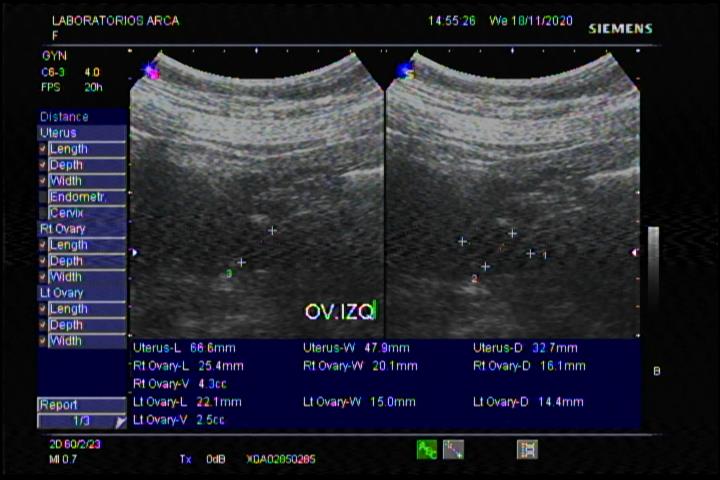 LABORATORIOS ARCA
F
14:55:26 We 18/11/2020
SIEMENS
GYN
C6-3 4.0
FPS 20h
Distance
Uterus
Length
Depth
Width
Endometr.
Cervix
Rt Ovary
Length
Depth
Width
Lt Ovary
Length
Depth
Width
Report
1/3
3
OV.IZQ
1
2
Uterus-L 66.6mm Uterus-W 47.9mm Uterus-D 32.7mm
Rt Ovary-L 25.4mm Rt Ovary-W 20.1mm Rt Ovary-D 16.1mm
Rt Ovary-V 4.3cc
Lt Ovary-L 22.1mm Lt Ovary-W 15.0mm Lt Ovary-D 14.4mm
Lt Ovary-V 2.5cc
B
2D 60/2/23
MI 0.7 Tx 0dB XDA02850285